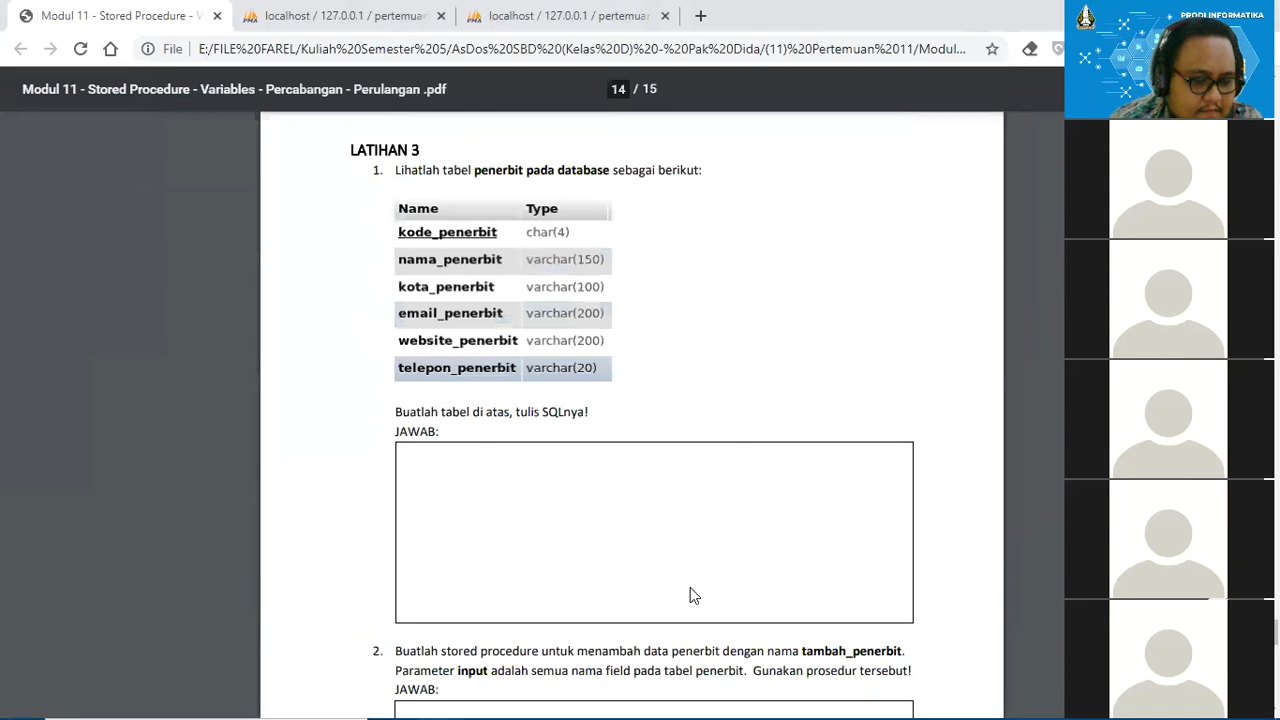 Modul 11 - Stored Procedure - V
localhost / 127.0.0.1 / pertemuan
localhost / 127.0.0.1 / pertemuan
File
E:/FILE%20FAREL/Kuliah%20Semester%205/AsDos%20SBD%20(Kelas%20D)%20-%20Pak%20Dida/(11)%20Pertemuan%2011/Modul...
PRODI INFORMATIKA
Modul 11 - Stored Procedure - Variables - Percabangan - Perulangan .pdf
14 / 15
LATIHAN 3
1. Lihatlah tabel penerbit pada database sebagai berikut:
Name Type
kode_penerbit char(4)
nama_penerbit varchar(150)
kota_penerbit varchar(100)
email_penerbit varchar(200)
website_penerbit varchar(200)
telepon_penerbit varchar(20)
Buatlah tabel di atas, tulis SQLnya!
JAWAB:
2. Buatlah stored procedure untuk menambah data penerbit dengan nama tambah_penerbit.
Parameter input adalah semua nama field pada tabel penerbit. Gunakan prosedur tersebut!
JAWAB: